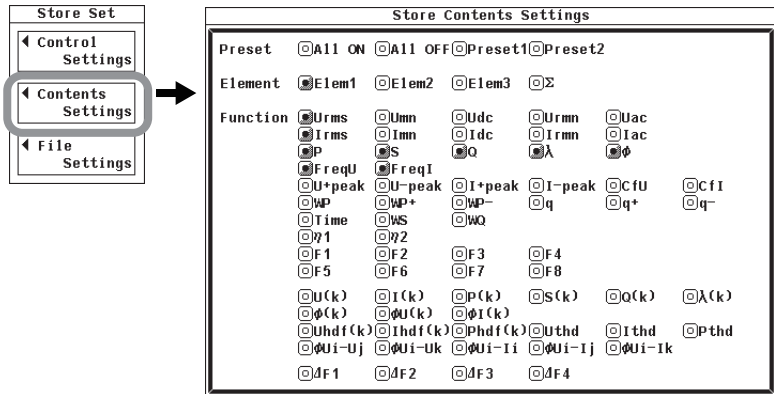 Store Set
Control
Settings
Contents
Settings
File
Settings
Store Contents Settings
Preset All ON All OFF Preset1 Preset2
Element Elem1 Elem2 Elem3 Σ
Function Urms Umn Udc Urmn Uac
Irms Imn Idc Irmn Iac
P S Q λ ϕ
FreqU FreqI
U+peak U-peak I+peak I-peak CfU CfI
WP WP+ WP- q q+ q-
Time WS WQ
η1 η2
F1 F2 F3 F4
F5 F6 F7 F8
U(k) I(k) P(k) S(k) Q(k) λ(k)
ϕ(k) ϕU(k) ϕI(k)
Uhdf(k) Ihdf(k) Phdf(k) Uthd Ithd Pthd
ϕUi-Uj ϕUi-Uk ϕUi-Ii ϕUi-Ij ϕUi-Ik
ΔF1 ΔF2 ΔF3 ΔF4